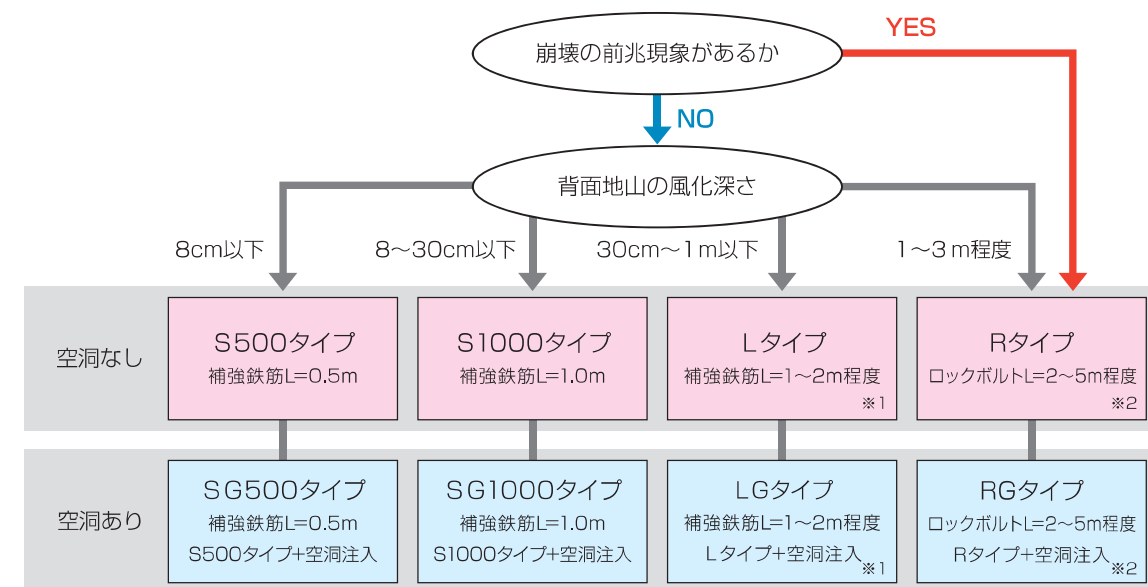 崩壊の前兆現象があるか
YES
NO
背面地山の風化深さ
8cm以下
8〜30cm以下
30cm〜1m以下
1〜3m程度
空洞なし
S500タイプ
補強鉄筋L=0.5m
S1000タイプ
補強鉄筋L=1.0m
Lタイプ
補強鉄筋L=1〜2m程度
※1
Rタイプ
ロックボルトL=2〜5m程度
※2
空洞あり
SG500タイプ
補強鉄筋L=0.5m
S500タイプ+空洞注入
SG1000タイプ
補強鉄筋L=1.0m
S1000タイプ+空洞注入
LGタイプ
補強鉄筋L=1〜2m程度
Lタイプ+空洞注入
※1
RGタイプ
ロックボルトL=2〜5m程度
Rタイプ+空洞注入
※2